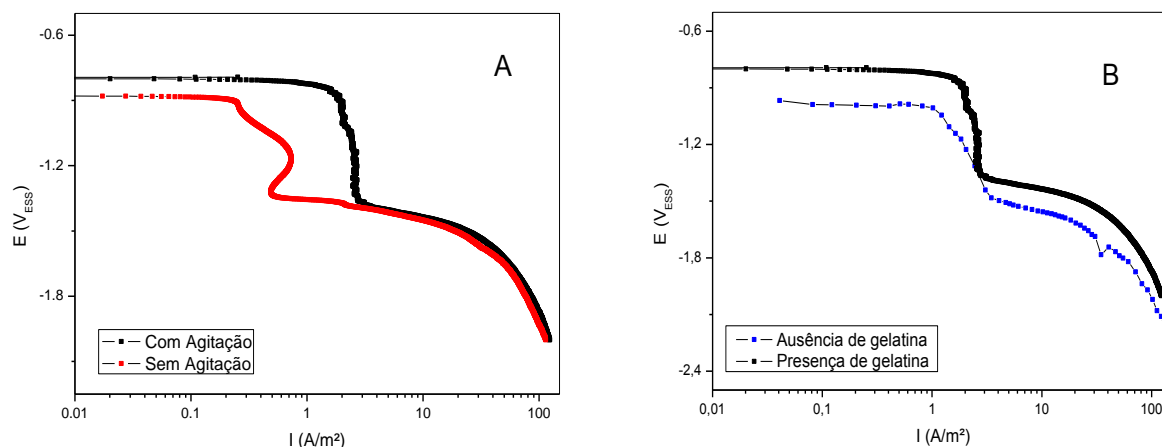 A
-0.6
-1.2
-1.8
E (V_ESS)
Com Agitação
Sem Agitação
0.01 0.1 1 10 100
I (A/m²)
B
-0.6
-1.2
-1.8
-2,4
E (V_ESS)
Ausência de gelatina
Presença de gelatina
0,01 0,1 1 10 100
I (A/m²)